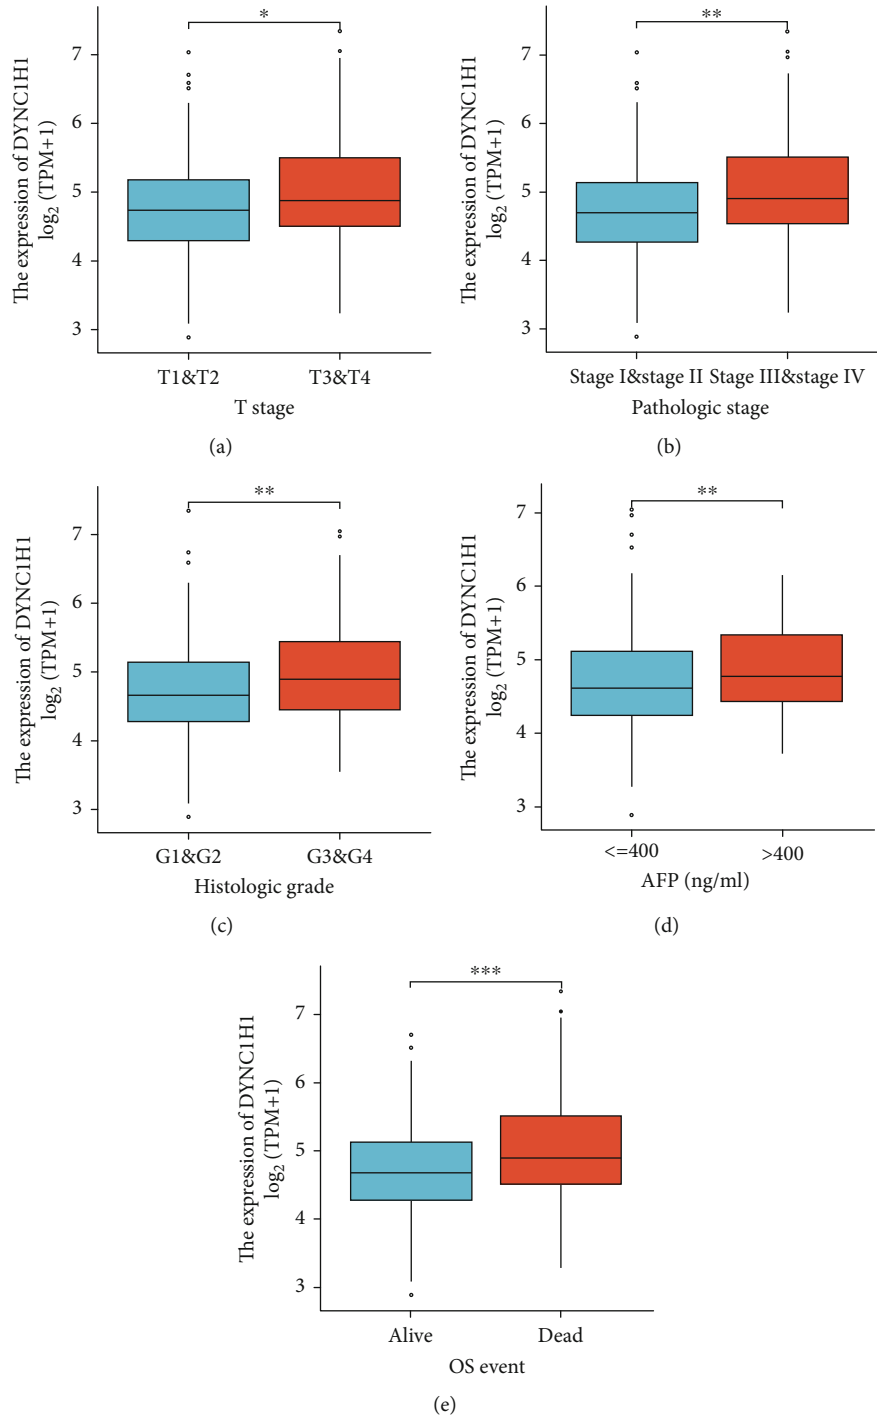 The expression of DYNC1H1
log₂ (TPM+1)
7
6
5
4
3
*
T1&T2
T3&T4
T stage
(a)
The expression of DYNC1H1
log₂ (TPM+1)
7
6
5
4
3
**
Stage I&stage II
Stage III&stage IV
Pathologic stage
(b)
The expression of DYNC1H1
log₂ (TPM+1)
7
6
5
4
3
**
G1&G2
G3&G4
Histologic grade
(c)
The expression of DYNC1H1
log₂ (TPM+1)
7
6
5
4
3
**
<=400
>400
AFP (ng/ml)
(d)
The expression of DYNC1H1
log₂ (TPM+1)
7
6
5
4
3
***
Alive
Dead
OS event
(e)